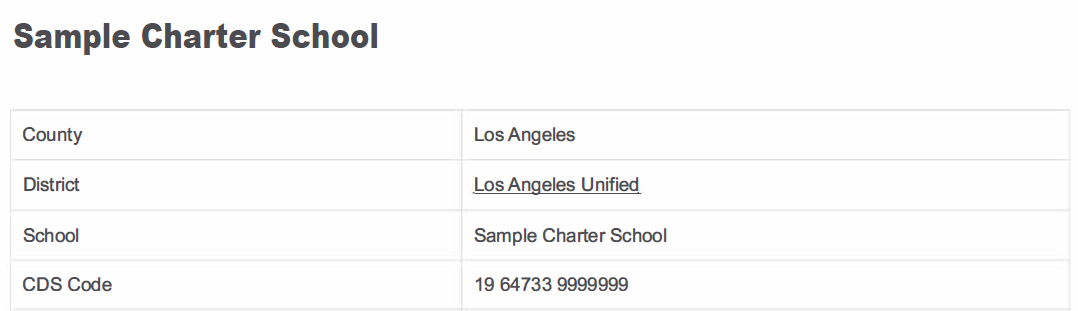 Sample Charter School
County Los Angeles
District Los Angeles Unified
School Sample Charter School
CDS Code 19 64733 9999999